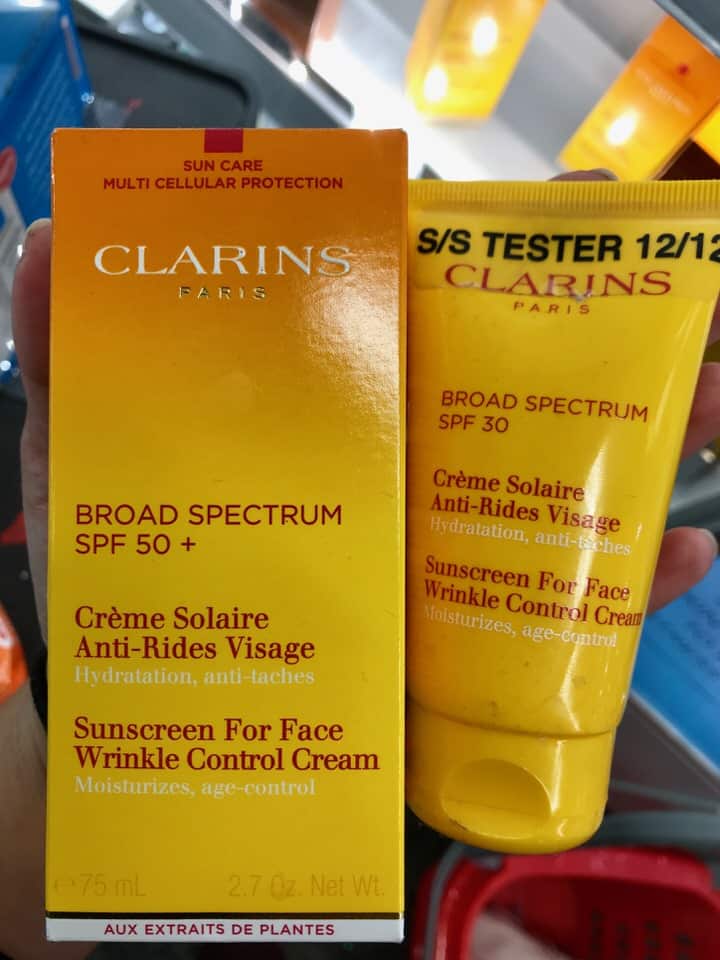 SUN CARE
MULTI CELLULAR PROTECTION
CLARINS
PARIS
BROAD SPECTRUM
SPF 50 +
Crème Solaire
Anti-Rides Visage
Hydratation, anti-taches
Sunscreen For Face
Wrinkle Control Cream
Moisturizes, age-control
℮75 mL 2.7 Oz. Net Wt.
AUX EXTRAITS DE PLANTES
S/S TESTER 12/12
CLARINS
PARIS
BROAD SPECTRUM
SPF 30
Crème Solaire
Anti-Rides Visage
Hydratation, anti-taches
Sunscreen For Face
Wrinkle Control Cream
Moisturizes, age-control